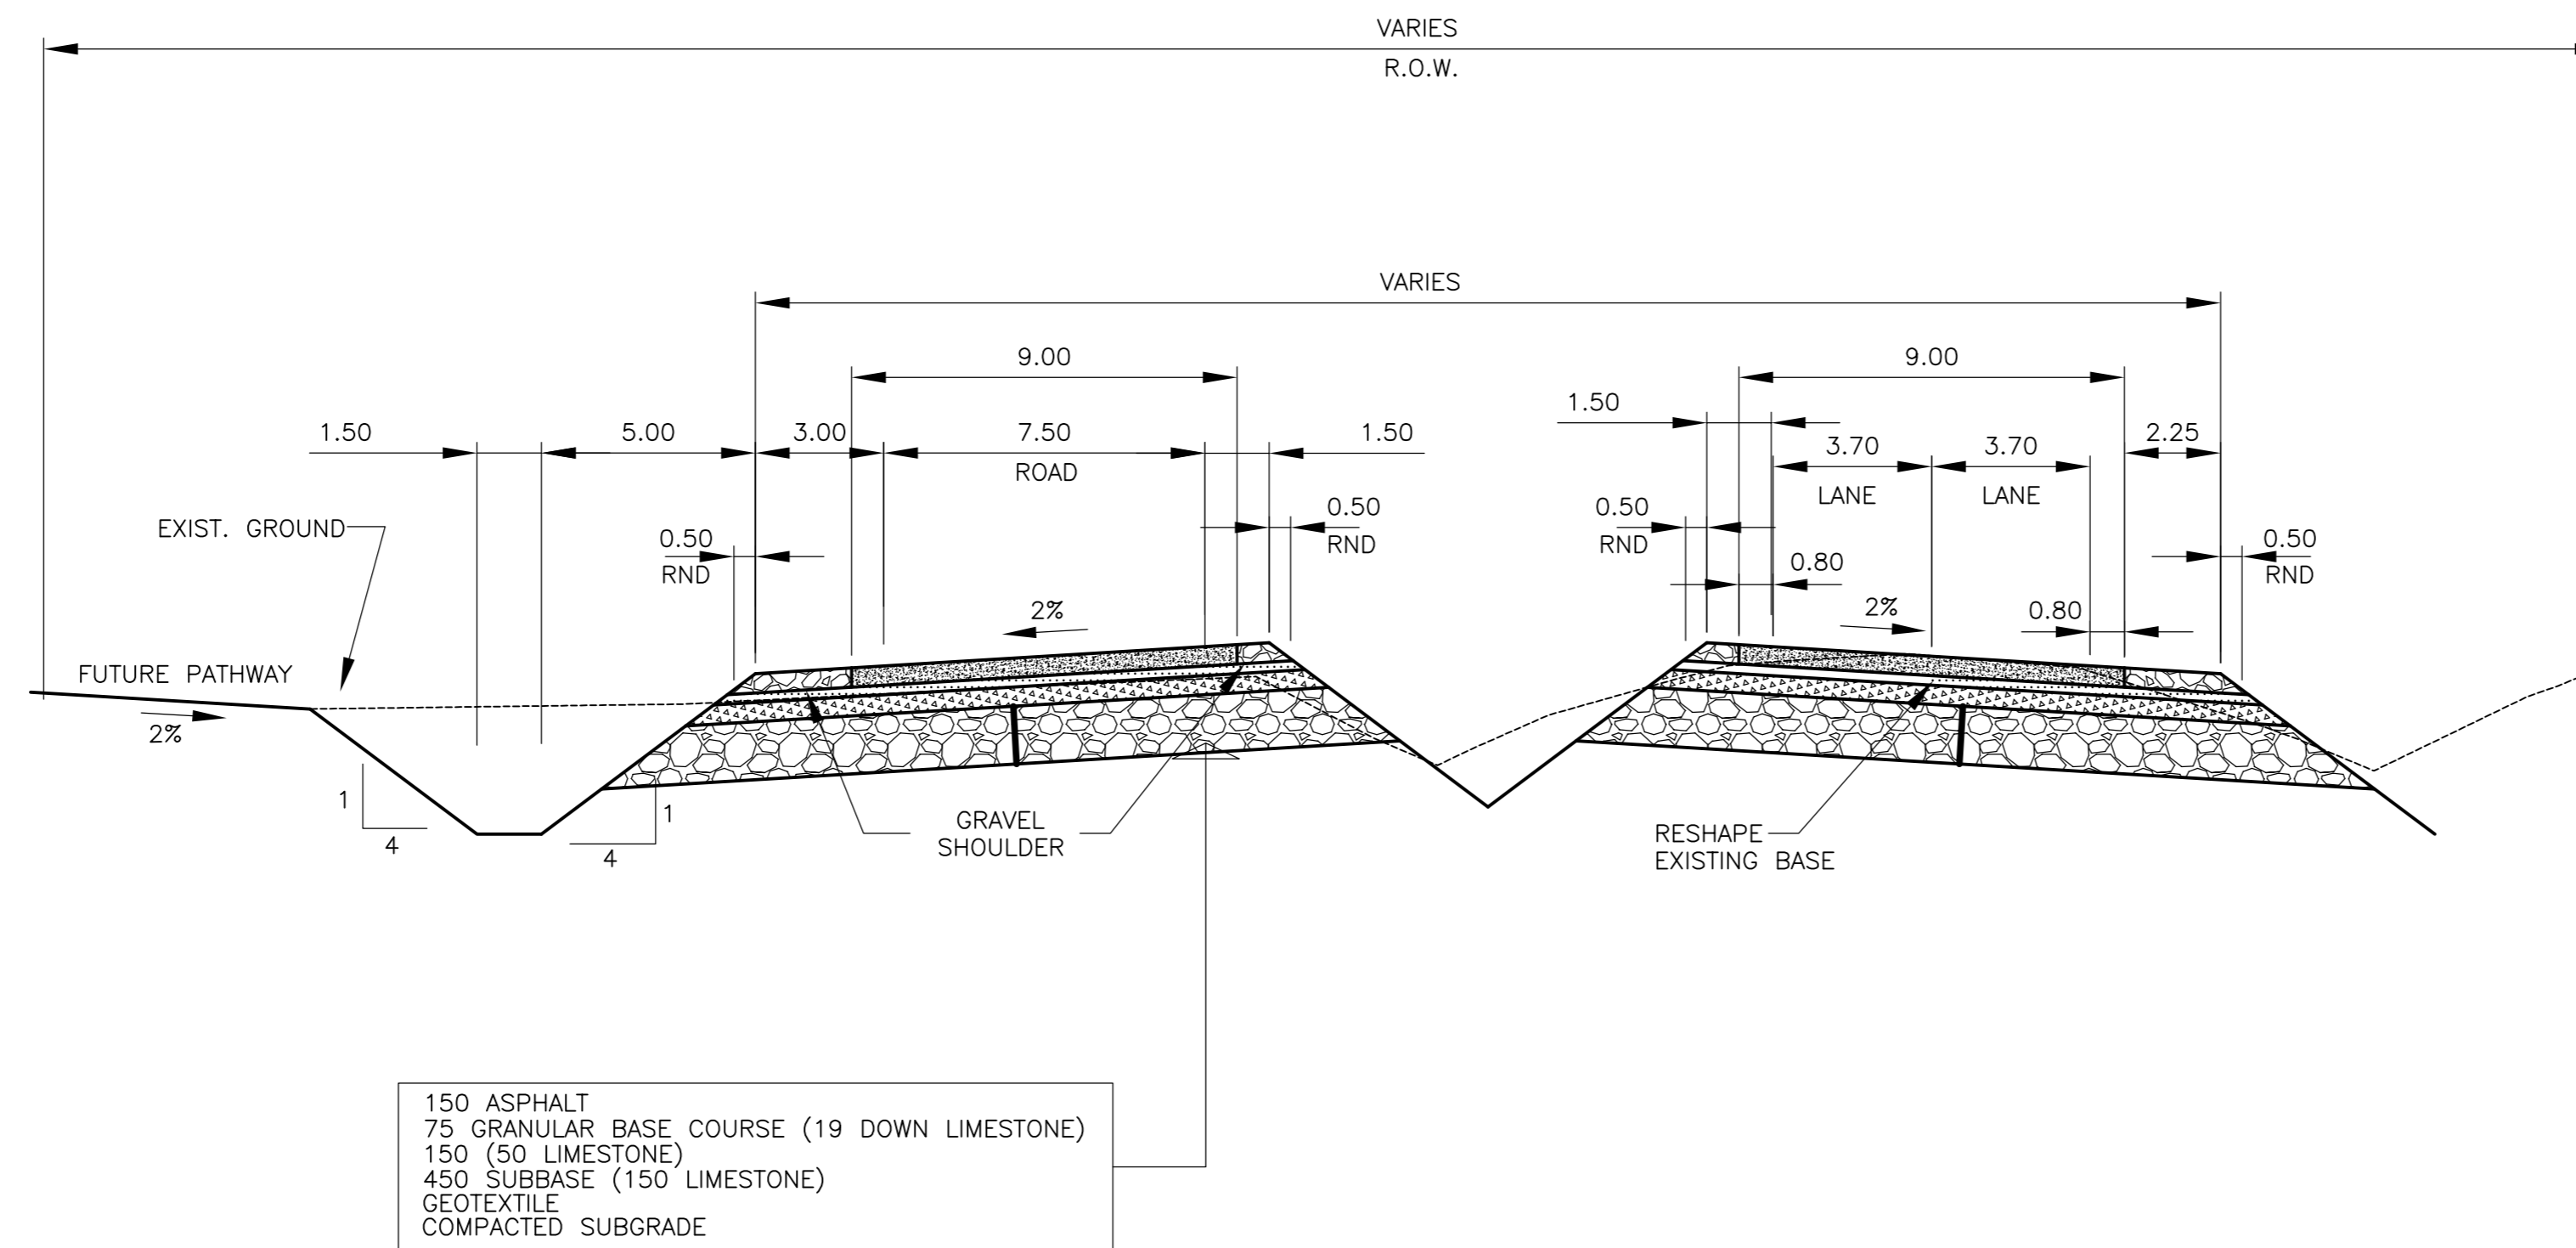 VARIES
R.O.W.
VARIES
9.00
9.00
1.50
1.50
5.00
3.00
7.50
1.50
3.70
3.70
2.25
ROAD
LANE
LANE
EXIST. GROUND
0.50
RND
0.50
RND
0.50
RND
0.80
0.50
RND
2%
2%
0.80
FUTURE PATHWAY
2%
1
4
1
4
GRAVEL
SHOULDER
RESHAPE
EXISTING BASE
150 ASPHALT
75 GRANULAR BASE COURSE (19 DOWN LIMESTONE)
150 (50 LIMESTONE)
450 SUBBASE (150 LIMESTONE)
GEOTEXTILE
COMPACTED SUBGRADE